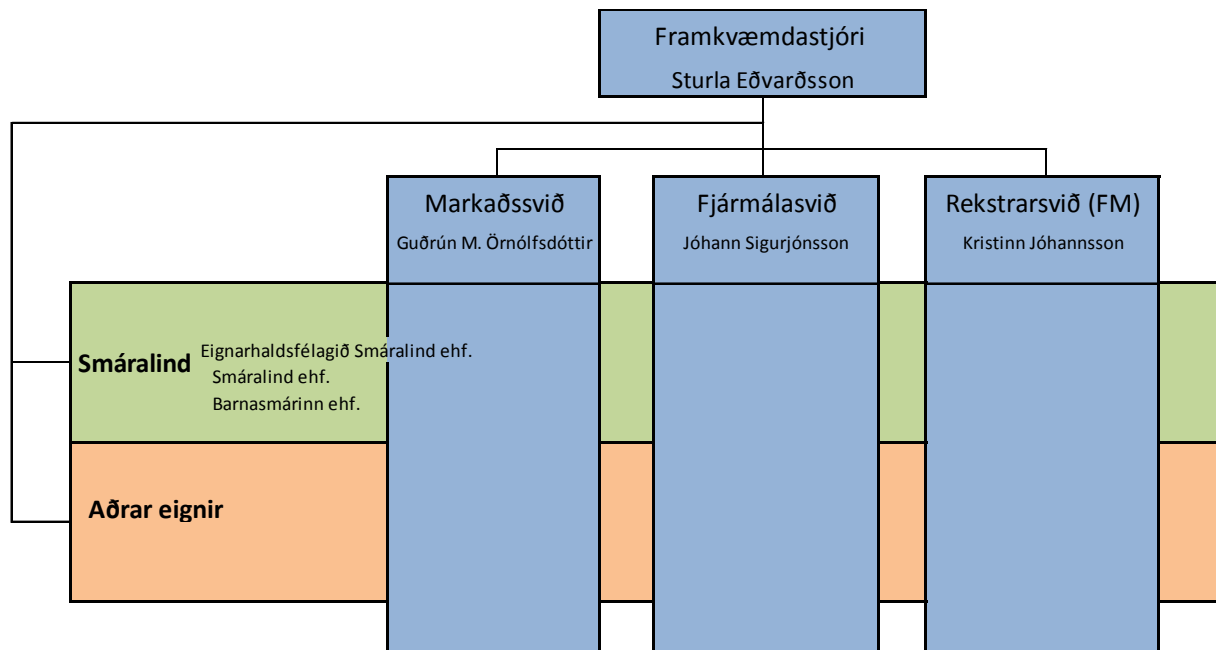 Framkvæmdastjóri
Sturla Eðvarðsson
Markaðssvið
Guðrún M. Örnólfsdóttir
Fjármálasvið
Jóhann Sigurjónsson
Rekstrarsvið (FM)
Kristinn Jóhannsson
Smáralind
Eignarhaldsfélagið Smáralind ehf.
Smáralind ehf.
Barnasmárinn ehf.
Aðrar eignir